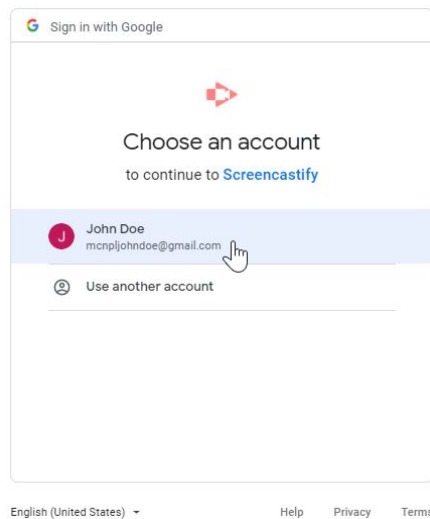 Sign in with Google
Choose an account
to continue to Screencastify
J
John Doe
mcnpljohndoe@gmail.com
Use another account
English (United States)
Help Privacy Terms